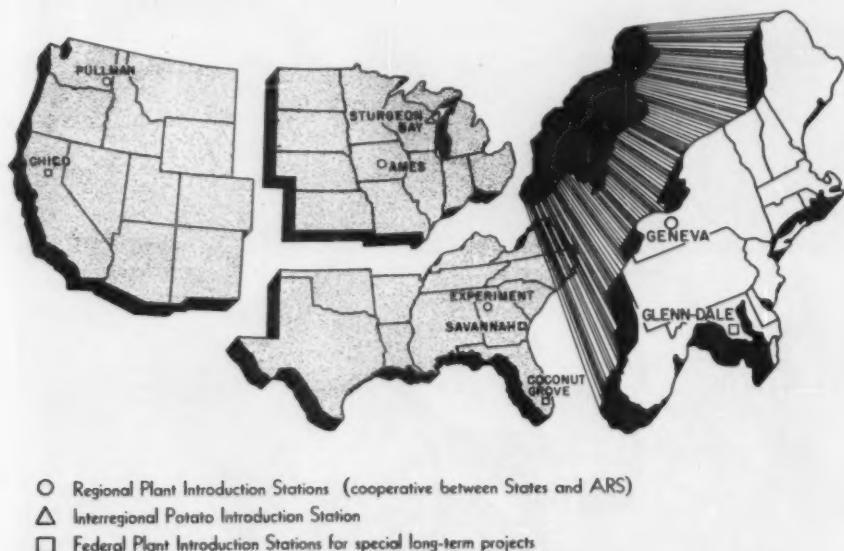 PULLMAN
CHICO
STURGEON
BAY
AMES
EXPERIMENT
SAVANNAH
COCONUT
GROVE
GENEVA
GLENN-DALE
Regional Plant Introduction Stations (cooperative between States and ARS)
Interregional Potato Introduction Station
Federal Plant Introduction Stations for special long-term projects